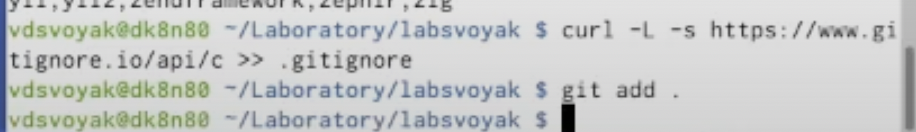 yii,yii2,zendframework,zephir,zig
vdsvoyak@dk8n80 ~/Laboratory/labsvoyak $ curl -L -s https://www.gi
tignore.io/api/c >> .gitignore
vdsvoyak@dk8n80 ~/Laboratory/labsvoyak $ git add .
vdsvoyak@dk8n80 ~/Laboratory/labsvoyak $